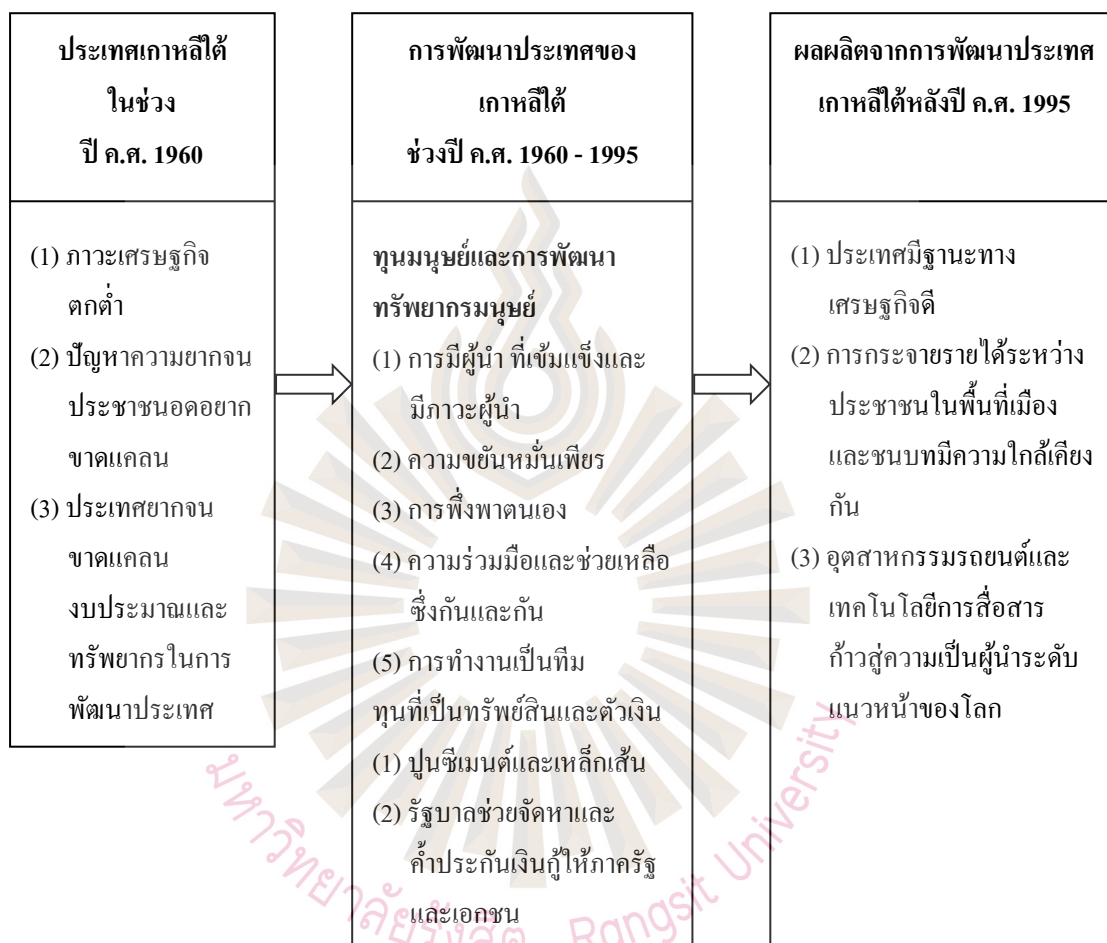 ประเทศเกาหลีใต้
ในช่วง
ปี ค.ศ. 1960
(1) ภาวะเศรษฐกิจ
ตกต่ำ
(2) ปัญหาความยากจน
ประชาชนอดอยาก
ขาดแคลน
(3) ประเทศยากจน
ขาดแคลน
งบประมาณและ
ทรัพยากรในการ
พัฒนาประเทศ
การพัฒนาประเทศของ
เกาหลีใต้
ช่วงปี ค.ศ. 1960 - 1995
ทุนมนุษย์และการพัฒนา
ทรัพยากรมนุษย์
(1) การมีผู้นำ ที่เข้มแข็งและ
มีภาวะผู้นำ
(2) ความขยันหมั่นเพียร
(3) การพึ่งพาตนเอง
(4) ความร่วมมือและช่วยเหลือ
ซึ่งกันและกัน
(5) การทำงานเป็นทีม
ทุนที่เป็นทรัพย์สินและตัวเงิน
(1) ปูนซีเมนต์และเหล็กเส้น
(2) รัฐบาลช่วยจัดหาและ
ค้ำประกันเงินกู้ให้ภาครัฐ
และเอกชน
ผลผลิตจากการพัฒนาประเทศ
เกาหลีใต้หลังปี ค.ศ. 1995
(1) ประเทศมีฐานะทาง
เศรษฐกิจดี
(2) การกระจายรายได้ระหว่าง
ประชาชนในพื้นที่เมือง
และชนบทมีความใกล้เคียง
กัน
(3) อุตสาหกรรมรถยนต์และ
เทคโนโลยีการสื่อสาร
ก้าวสู่ความเป็นผู้นำระดับ
แนวหน้าของโลก
มหาวิทยาลัยรังสิต Rangsit University